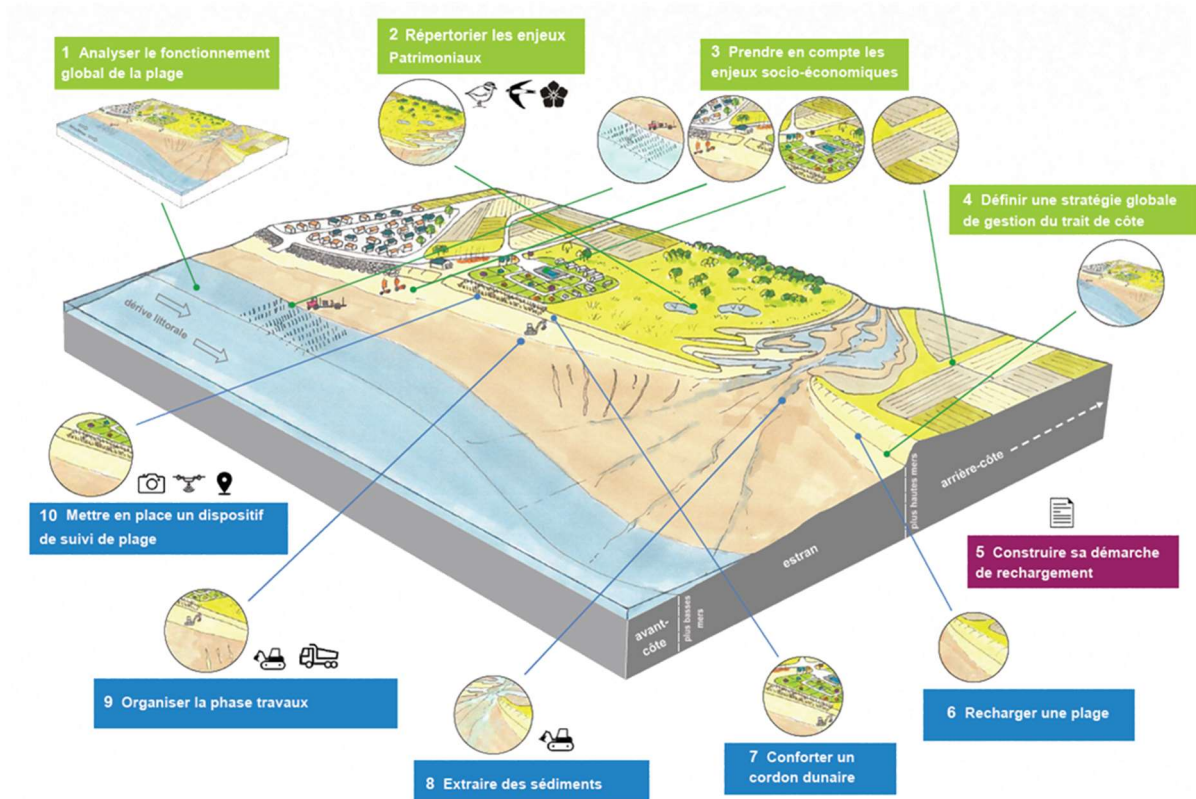 1 Analyser le fonctionnement
global de la plage
2 Répertorier les enjeux
Patrimoniaux
3 Prendre en compte les
enjeux socio-économiques
4 Définir une stratégie globale
de gestion du trait de côte
dérive littorale
arrière-côte
plus hautes mers
estran
plus basses
mers
avant-
côte
5 Construire sa démarche
de rechargement
10 Mettre en place un dispositif
de suivi de plage
9 Organiser la phase travaux
8 Extraire des sédiments
7 Conforter un
cordon dunaire
6 Recharger une plage